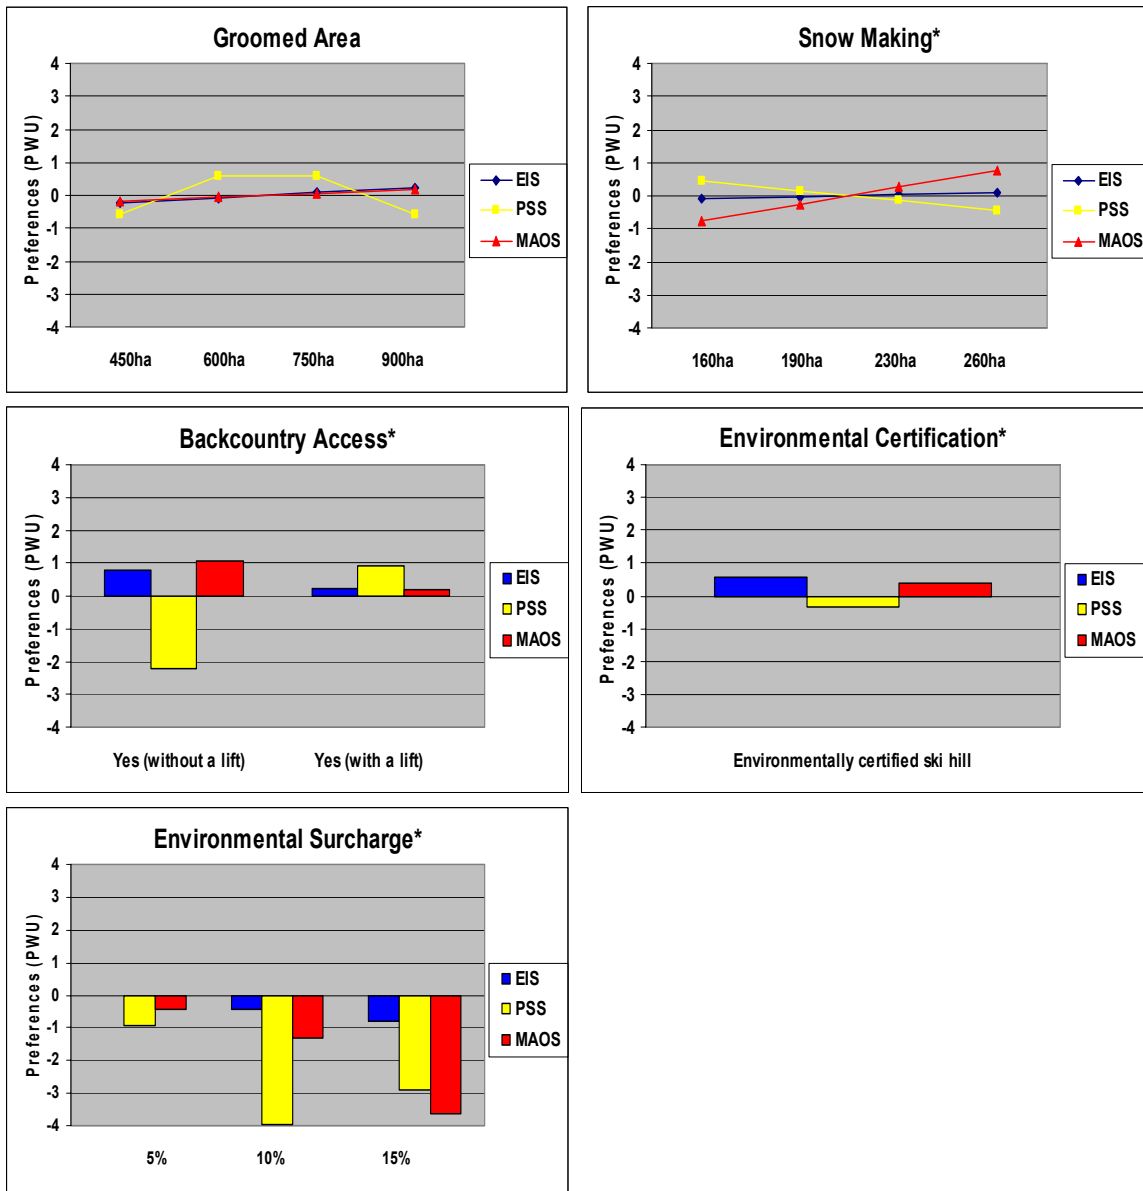 Groomed Area
Preferences (PWU)
4
3
2
1
0
-1
-2
-3
-4
450ha 600ha 750ha 900ha
EIS
PSS
MAOS
Snow Making*
Preferences (PWU)
4
3
2
1
0
-1
-2
-3
-4
160ha 190ha 230ha 260ha
EIS
PSS
MAOS
Backcountry Access*
Preferences (PWU)
4
3
2
1
0
-1
-2
-3
-4
Yes (without a lift) Yes (with a lift)
EIS
PSS
MAOS
Environmental Certification*
Preferences (PWU)
4
3
2
1
0
-1
-2
-3
-4
Environmentally certified ski hill
EIS
PSS
MAOS
Environmental Surcharge*
Preferences (PWU)
4
3
2
1
0
-1
-2
-3
-4
5% 10% 15%
EIS
PSS
MAOS